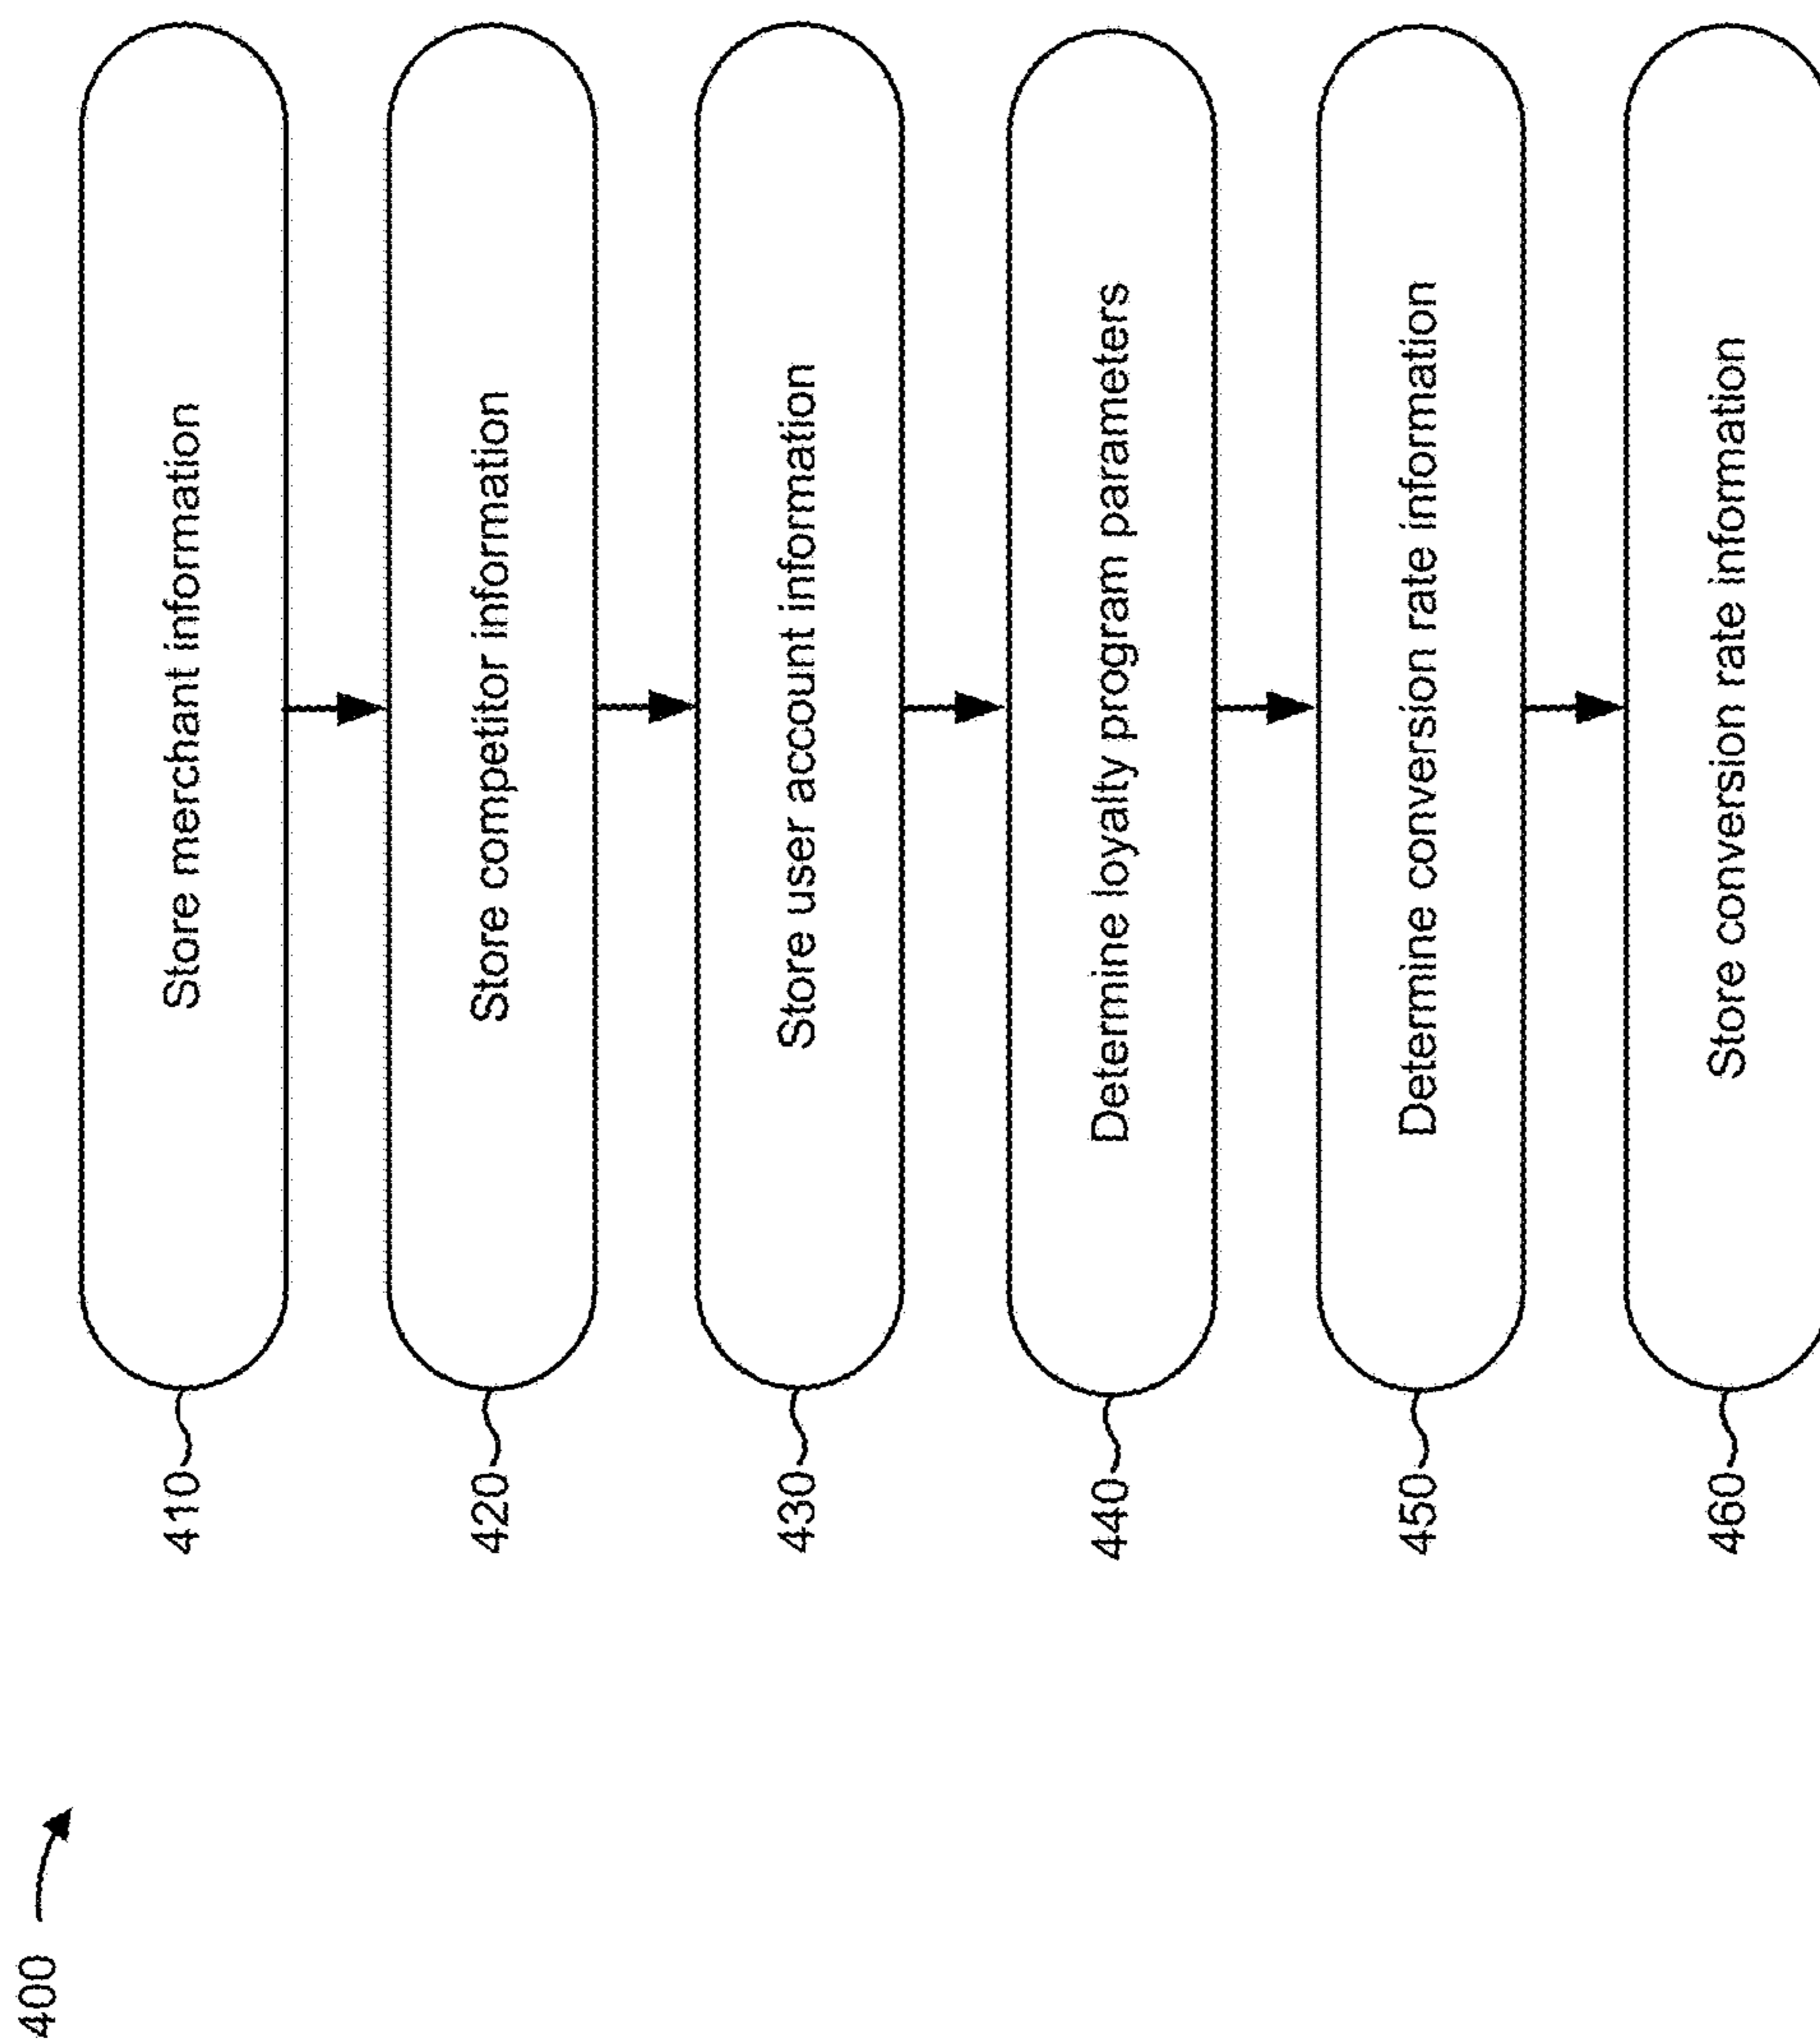 400
410
Store merchant information
420
Store competitor information
430
Store user account information
440
Determine loyalty program parameters
450
Determine conversion rate information
460
Store conversion rate information